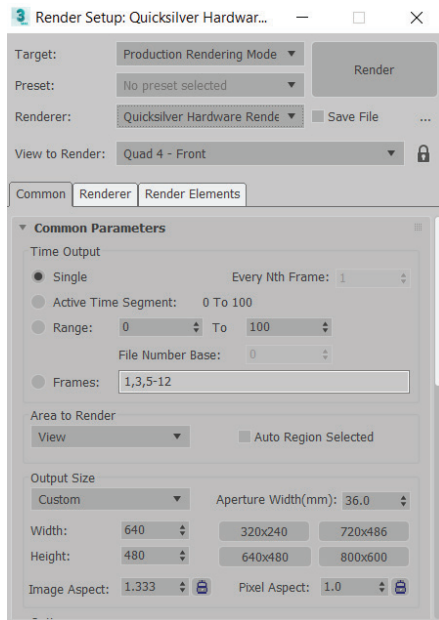 3 Render Setup: Quicksilver Hardwar...
Target: Production Rendering Mode
Render
Preset: No preset selected
Renderer: Quicksilver Hardware Rende Save File ...
View to Render: Quad 4 - Front
Common Renderer Render Elements
Common Parameters
Time Output
Single Every Nth Frame: 1
Active Time Segment: 0 To 100
Range: 0 To 100
File Number Base: 0
Frames: 1,3,5-12
Area to Render
View Auto Region Selected
Output Size
Custom Aperture Width(mm): 36.0
Width: 640 320x240 720x486
Height: 480 640x480 800x600
Image Aspect: 1.333 Pixel Aspect: 1.0